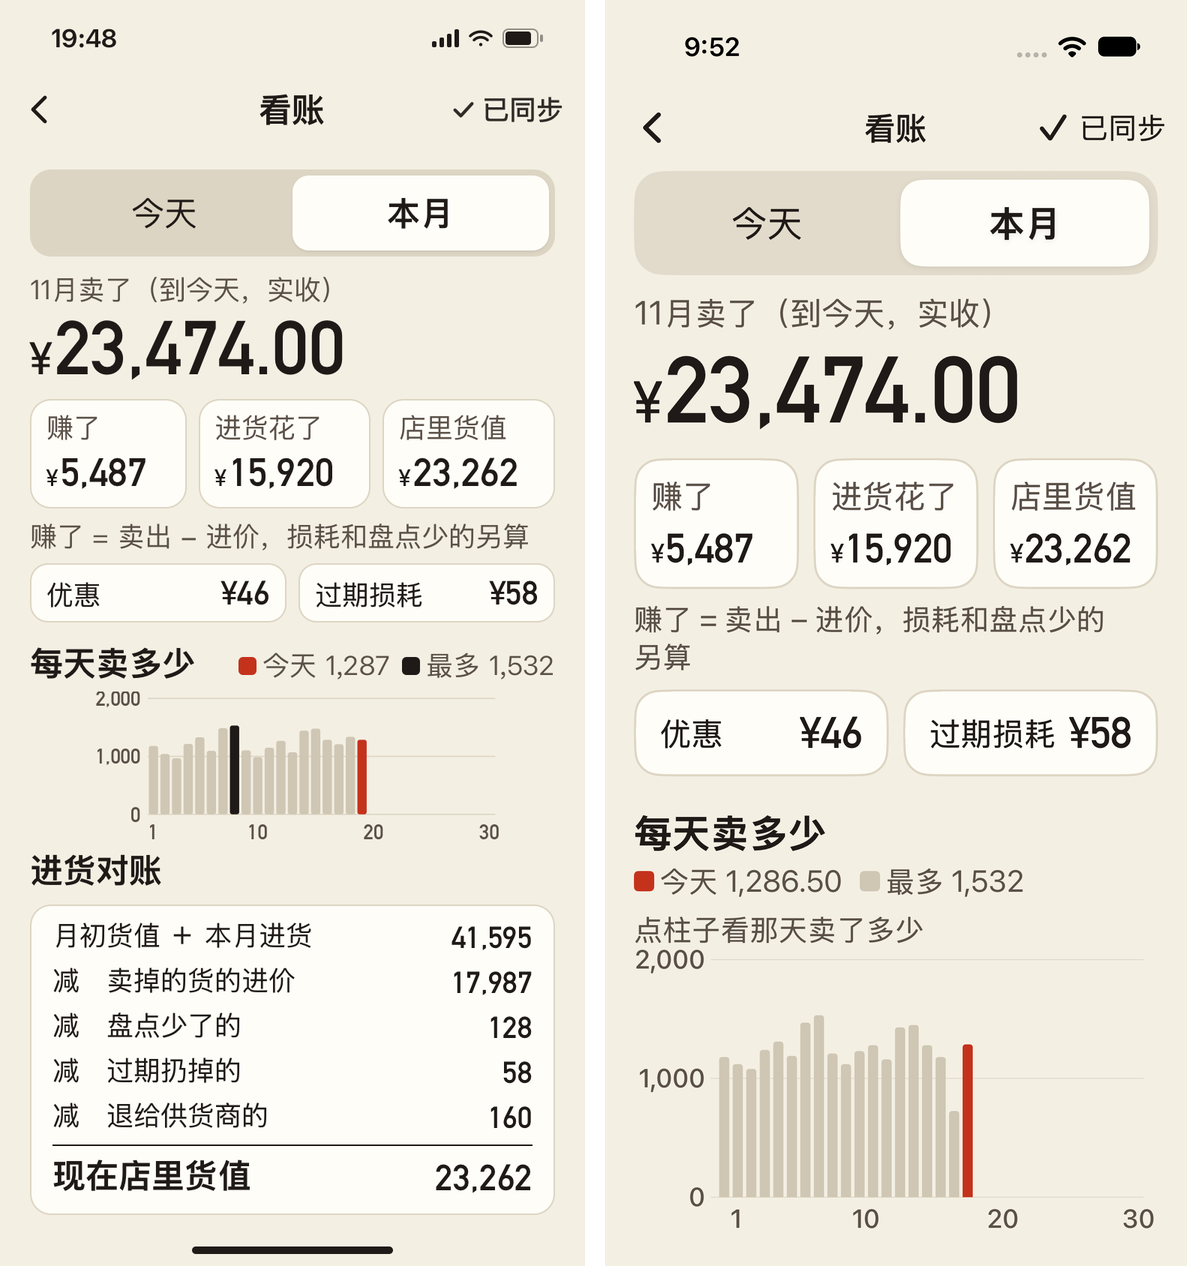 19:48
看账
已同步
今天
本月
11月卖了（到今天，实收）
¥23,474.00
赚了
进货花了
店里货值
¥5,487
¥15,920
¥23,262
赚了 = 卖出 – 进价，损耗和盘点少的另算
优惠 ¥46
过期损耗 ¥58
每天卖多少
今天 1,287
最多 1,532
2,000
1,000
0
1 10 20 30
进货对账
月初货值 + 本月进货 41,595
减 卖掉的货的进价 17,987
减 盘点少了的 128
减 过期扔掉的 58
减 退给供货商的 160
现在店里货值 23,262
9:52
看账
已同步
今天
本月
11月卖了（到今天，实收）
¥23,474.00
赚了
进货花了
店里货值
¥5,487
¥15,920
¥23,262
赚了 = 卖出 – 进价，损耗和盘点少的
另算
优惠 ¥46
过期损耗 ¥58
每天卖多少
今天 1,286.50
最多 1,532
点柱子看那天卖了多少
2,000
1,000
0
1 10 20 30